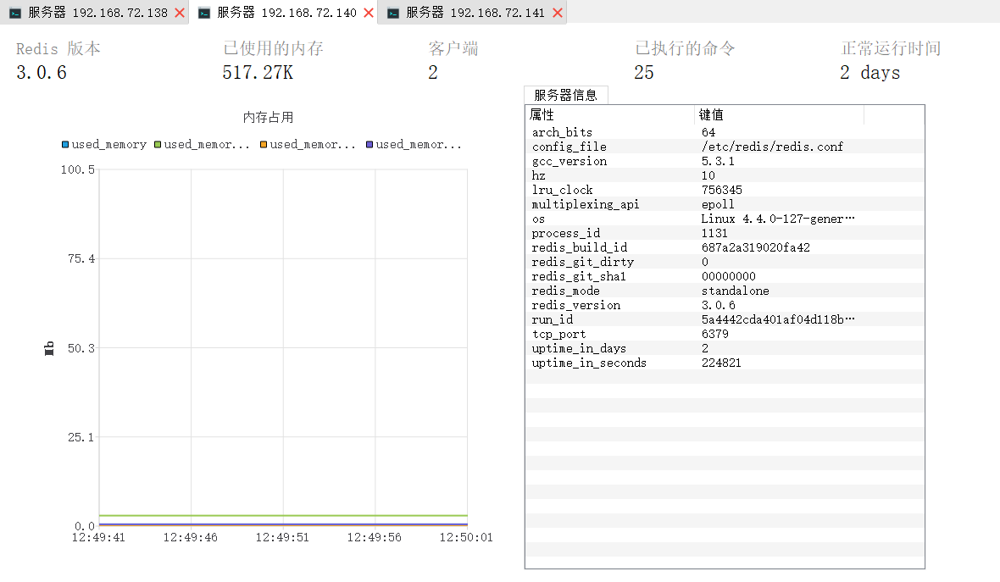 服务器 192.168.72.138 服务器 192.168.72.140 服务器 192.168.72.141
Redis 版本 已使用的内存 客户端 已执行的命令 正常运行时间
3.0.6 517.27K 2 25 2 days
内存占用
used_memory used_memor... used_memor... used_memor...
100.5
75.4
50.3
25.1
0.0
Mb
12:49:41 12:49:46 12:49:51 12:49:56 12:50:01
服务器信息
属性 键值
arch_bits 64
config_file /etc/redis/redis.conf
gcc_version 5.3.1
hz 10
lru_clock 756345
multiplexing_api epoll
os Linux 4.4.0-127-gener…
process_id 1131
redis_build_id 687a2a319020fa42
redis_git_dirty 0
redis_git_sha1 00000000
redis_mode standalone
redis_version 3.0.6
run_id 5a4442cda401af04d118b…
tcp_port 6379
uptime_in_days 2
uptime_in_seconds 224821